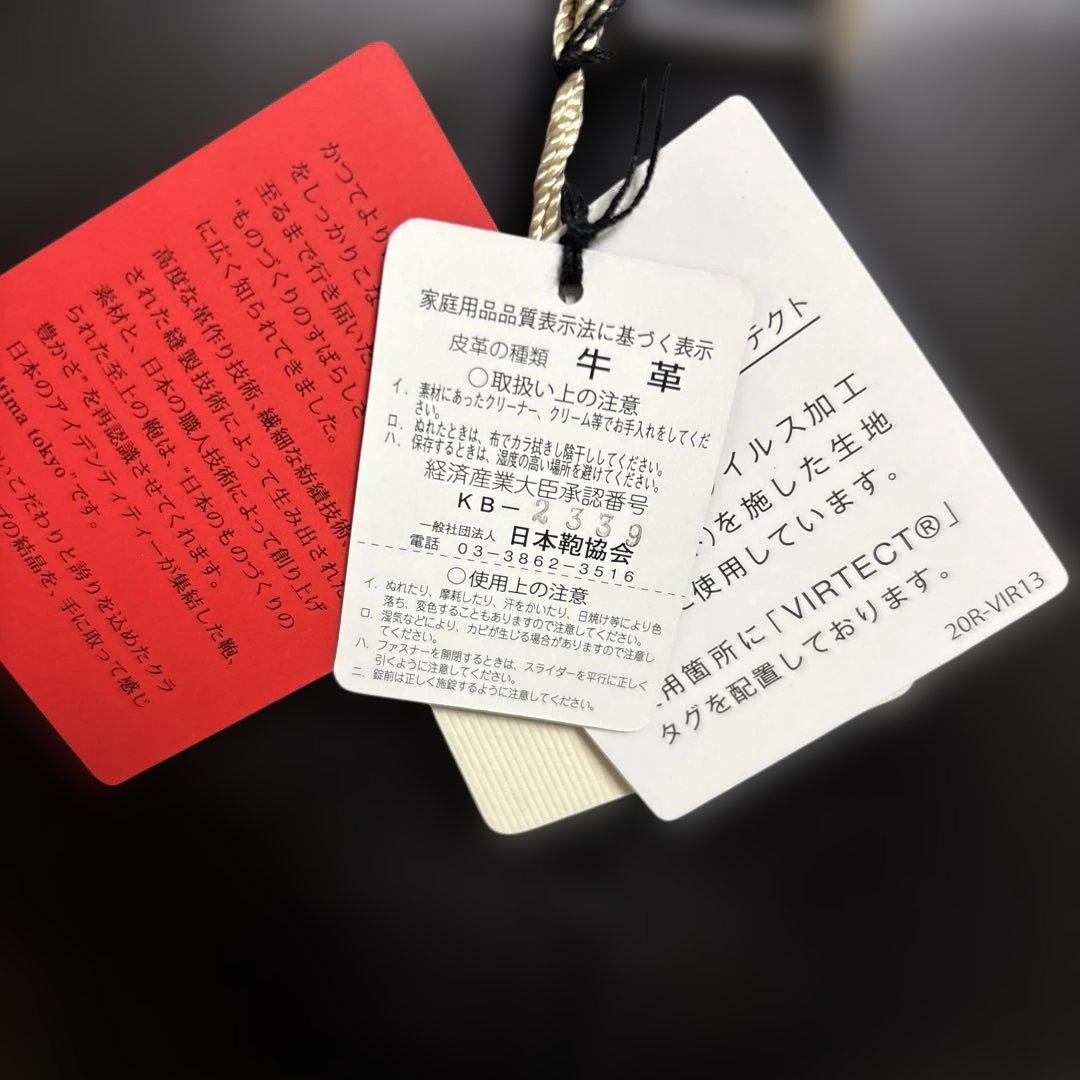 かつてより
をしっかりこな
至るまで行き届いた
"ものづくりのすばらしさ
に広く知られてきました。
高度な革作り技術、繊細な紡績技術
された縫製技術によって生み出された
素材と、日本の職人技術によって創り上げ
られた至上の鞄は、"日本のものづくりの
豊かさ"を再認識させてくれます。
日本のアイデンティティーが集結した鞄、
tima tokyo"です。
こだわりと誇りを込めたクラ
の結晶を、手に取って感じ
家庭用品品質表示法に基づく表示
皮革の種類 牛革
○取扱い上の注意
イ．素材にあったクリーナー、クリーム等でお手入れをしてくだ
さい。
ロ．ぬれたときは、布でカラ拭きし陰干ししてください。
ハ．保存するときは、湿度の高い場所を避けてください。
経済産業大臣承認番号
KB－2339
一般社団法人 日本鞄協会
電話 03－3862－3516
○使用上の注意
イ．ぬれたり、摩耗したり、汗をかいたり、日焼け等により色
落ち、変色することもありますので注意してください。
ロ．湿気などにより、カビが生じる場合がありますので注意し
てください。
ハ．ファスナーを開閉するときは、スライダーを平行に正しく
引くように注意してください。
ニ．錠前は正しく施錠するように注意してください。
テクト
イルス加工
)を施した生地
使用しています。
用箇所に「VIRTECT®」
タグを配置しております。
20R-VIR13